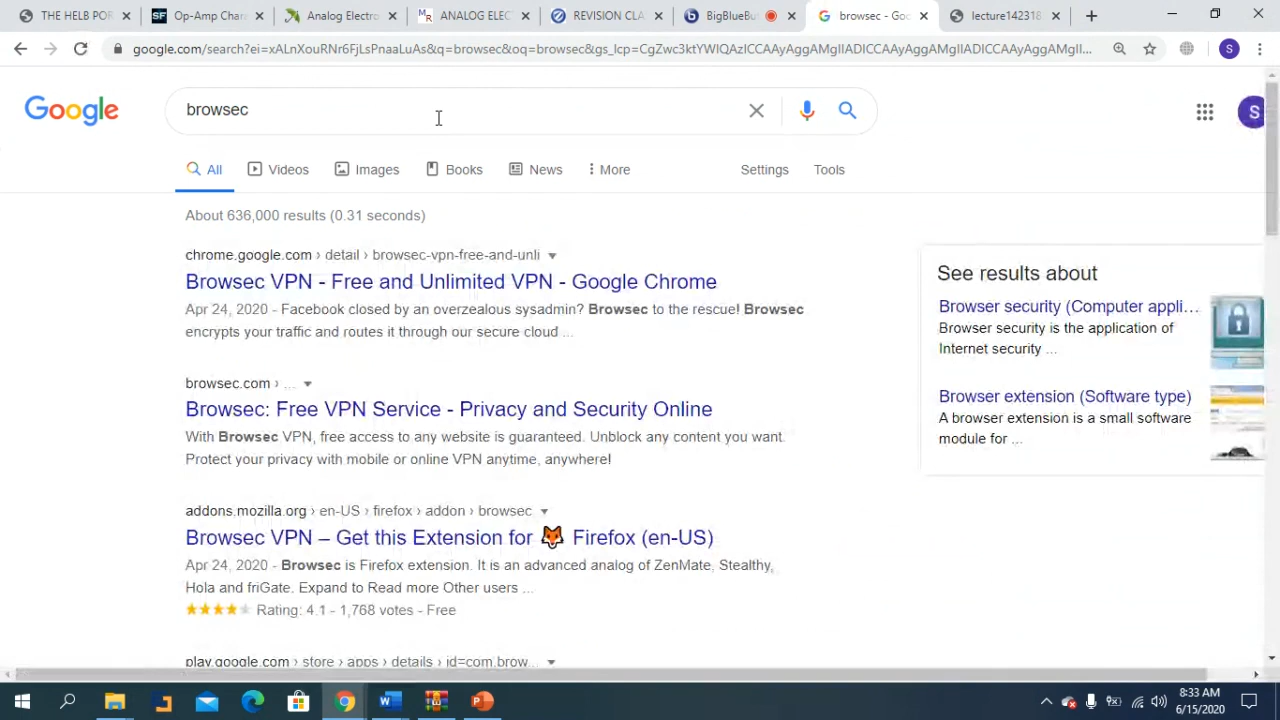 THE HELB POR
Op-Amp Char
Analog Electro
ANALOG ELEC
REVISION CLA
BigBlueBu
browsec - Goo
lecture142318
google.com/search?ei=xALnXouRNr6FjLsPnaaLuAs&q=browsec&oq=browsec&gs_lcp=CgZwc3ktYWIQAzICCAAyAggAMgIIADICCAAyAggAMgIIADICCAAyAggAMgII...
S
Google
browsec
S
All
Videos
Images
Books
News
More
Settings
Tools
About 636,000 results (0.31 seconds)
chrome.google.com › detail › browsec-vpn-free-and-unli
Browsec VPN - Free and Unlimited VPN - Google Chrome
Apr 24, 2020 - Facebook closed by an overzealous sysadmin? Browsec to the rescue! Browsec
encrypts your traffic and routes it through our secure cloud ...
browsec.com › ...
Browsec: Free VPN Service - Privacy and Security Online
With Browsec VPN, free access to any website is guaranteed. Unblock any content you want.
Protect your privacy with mobile or online VPN anytime, anywhere!
addons.mozilla.org › en-US › firefox › addon › browsec
Browsec VPN – Get this Extension for 🦊 Firefox (en-US)
Apr 24, 2020 - Browsec is Firefox extension. It is an advanced analog of ZenMate, Stealthy,
Hola and friGate. Expand to Read more Other users ...
Rating: 4.1 - 1,768 votes - Free
play.google.com › store › apps › details › id=com.brow...
See results about
Browser security (Computer appli...
Browser security is the application of
Internet security ...
Browser extension (Software type)
A browser extension is a small software
module for ...
8:33 AM
6/15/2020